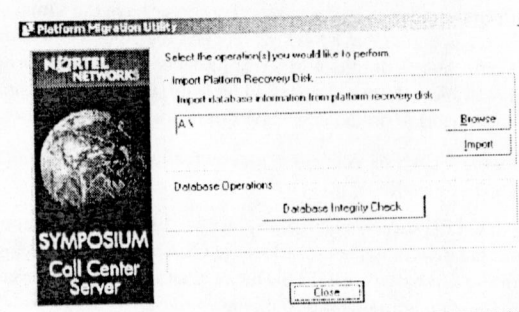 Platform Migration Utility
NORTEL
NETWORKS
SYMPOSIUM
Call Center
Server
Select the operation(s) you would like to perform
Import Platform Recovery Disk
Import database information from platform recovery disk
A:\
Browse
Import
Database Operations
Database Integrity Check
Close